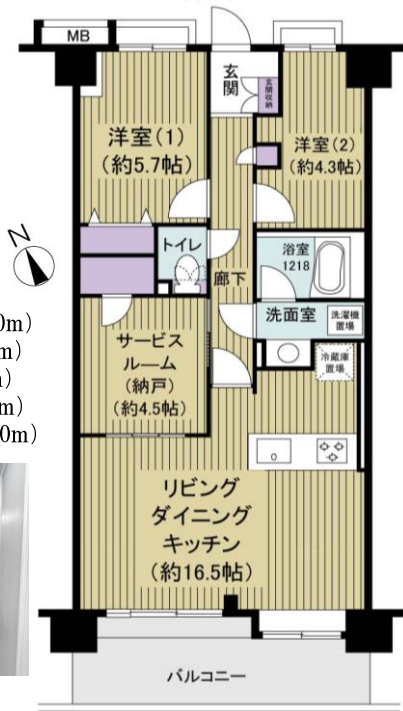 MB
玄関
玄関収納
洋室(1)
(約5.7帖)
洋室(2)
(約4.3帖)
N
トイレ
浴室
1218
廊下
洗面室
洗濯機
置場
0m)
m)
)
m)
0m)
サービス
ルーム
(納戸)
(約4.5帖)
冷蔵庫
置場
リビング
ダイニング
キッチン
(約16.5帖)
バルコニー